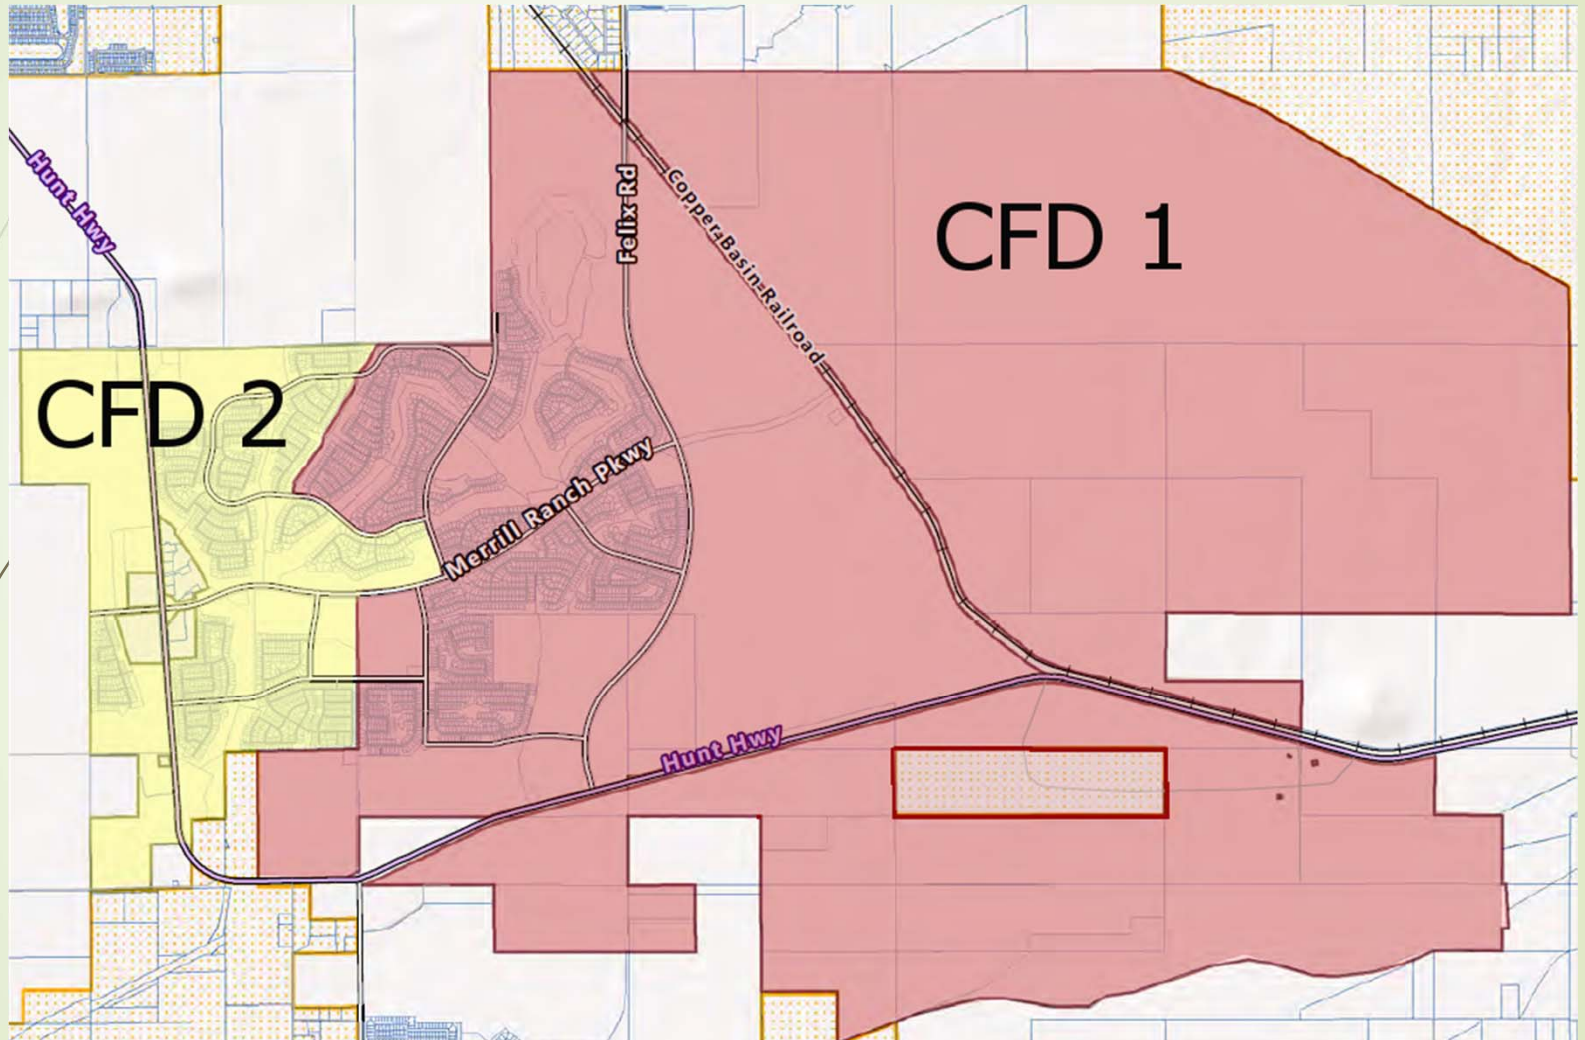 Hunt Hwy
Felix Rd
Copper-Basin-Railroad
CFD 1
CFD 2
Merrill Ranch Pkwy
Hunt Hwy